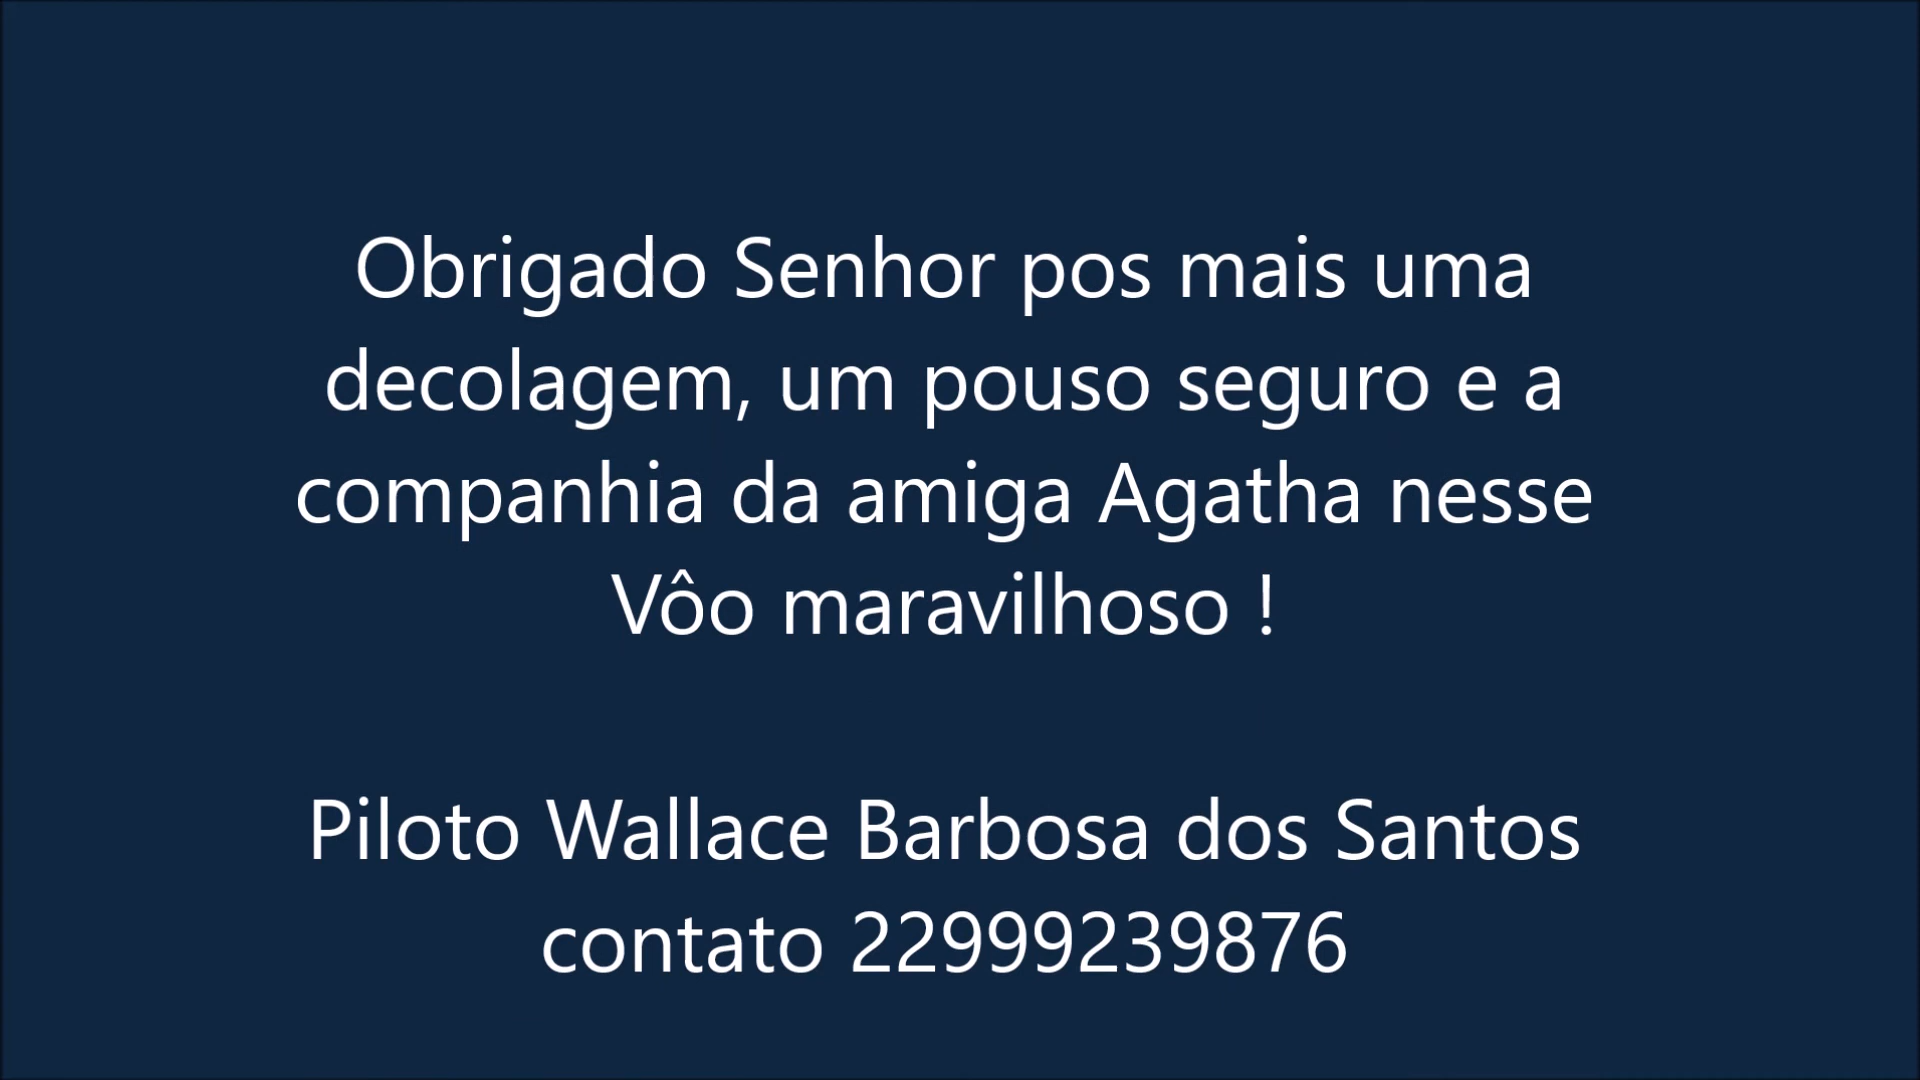 Obrigado Senhor pos mais uma
decolagem, um pouso seguro e a
companhia da amiga Agatha nesse
Vôo maravilhoso !
Piloto Wallace Barbosa dos Santos
contato 22999239876